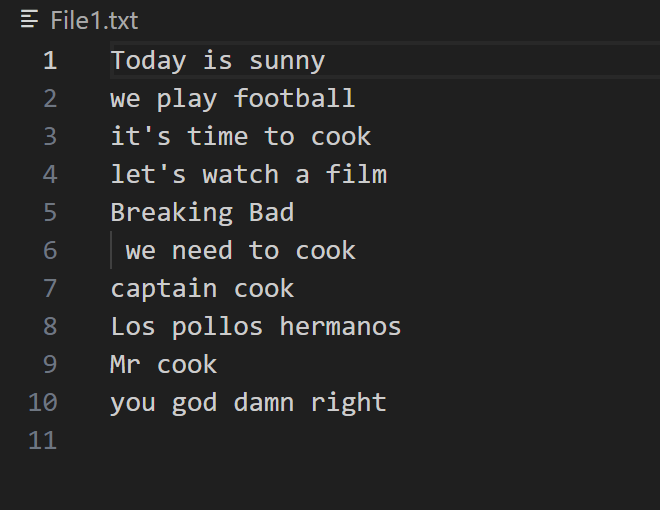 File1.txt
1 Today is sunny
2 we play football
3 it's time to cook
4 let's watch a film
5 Breaking Bad
6  we need to cook
7 captain cook
8 Los pollos hermanos
9 Mr cook
10 you god damn right
11